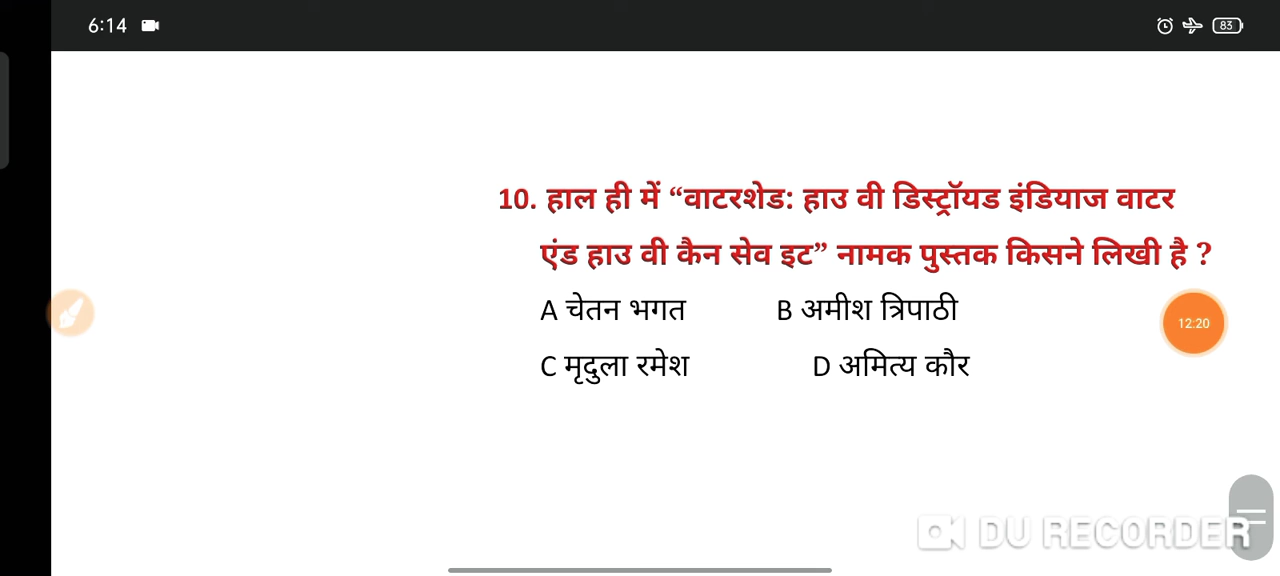 6:14
83
10. हाल ही में “वाटरशेड: हाउ वी डिस्ट्रॉयड इंडियाज वाटर
एंड हाउ वी कैन सेव इट” नामक पुस्तक किसने लिखी है ?
A चेतन भगत B अमीश त्रिपाठी
12:20
C मृदुला रमेश D अमित्य कौर
DU RECORDER